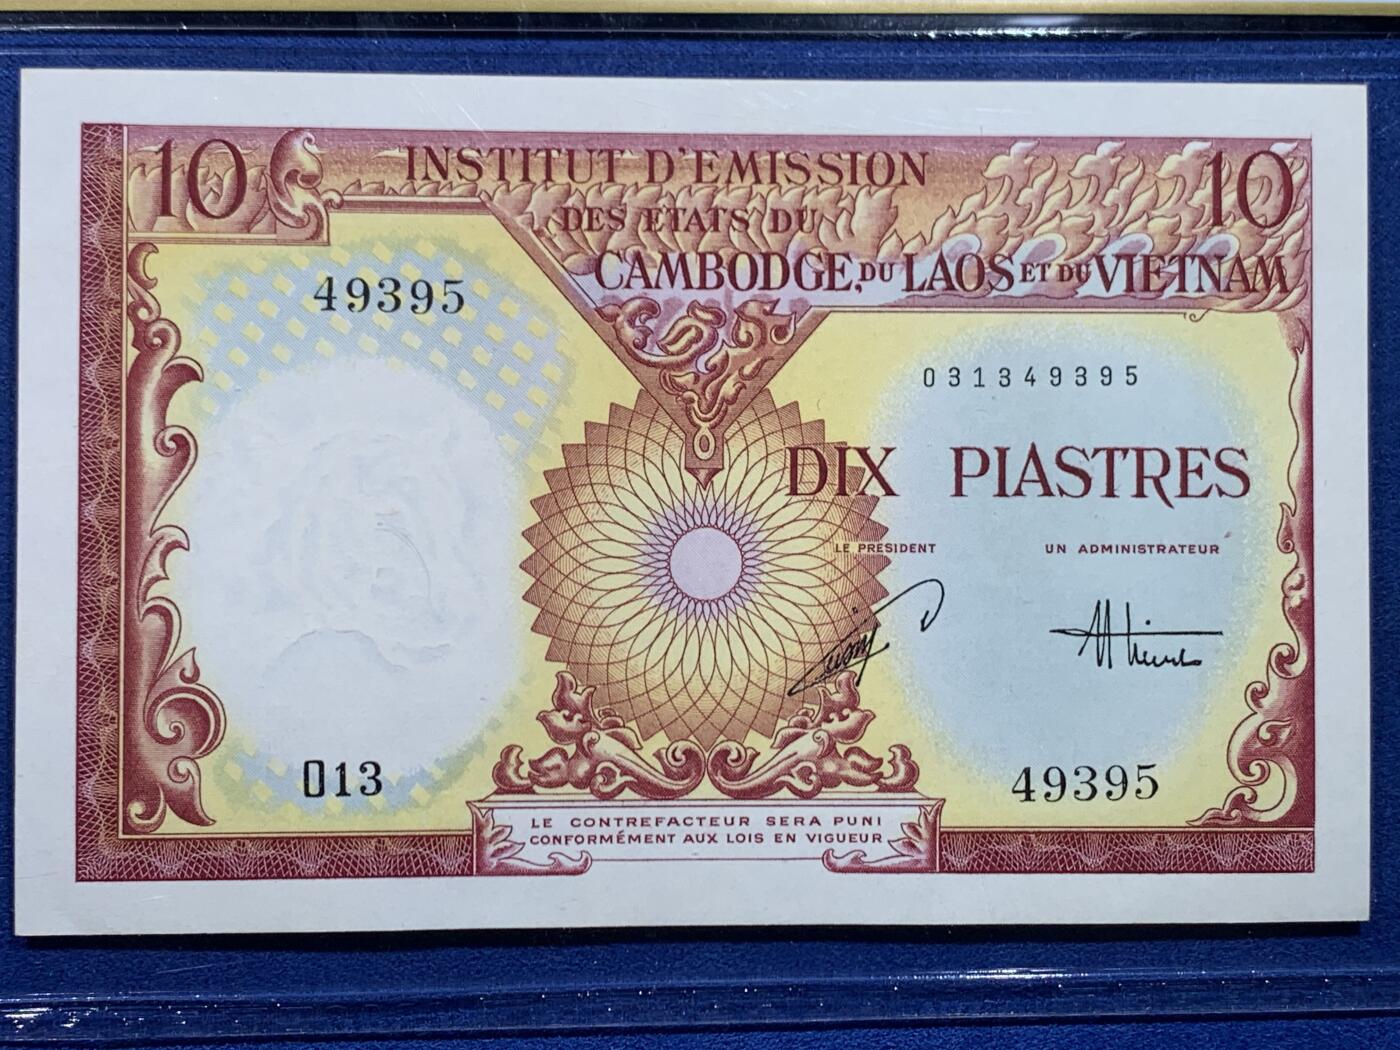 10 INSTITUT D'EMISSION 10
DES ETATS DU
CAMBODGE, DU LAOS ET DU VIETNAM
49395
031349395
DIX PIASTRES
LE PRESIDENT UN ADMINISTRATEUR
013
49395
LE CONTREFACTEUR SERA PUNI
CONFORMÉMENT AUX LOIS EN VIGUEUR